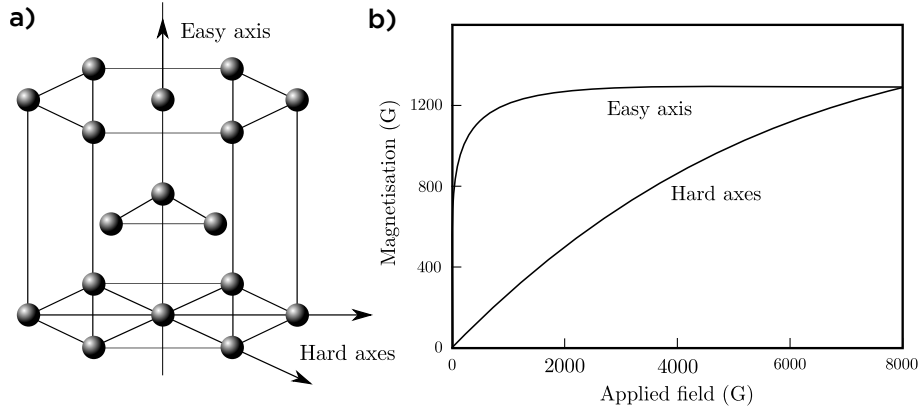 a)
Easy axis
Hard axes
b)
Magnetisation (G)
1200
800
400
0
Easy axis
Hard axes
0 2000 4000 6000 8000
Applied field (G)